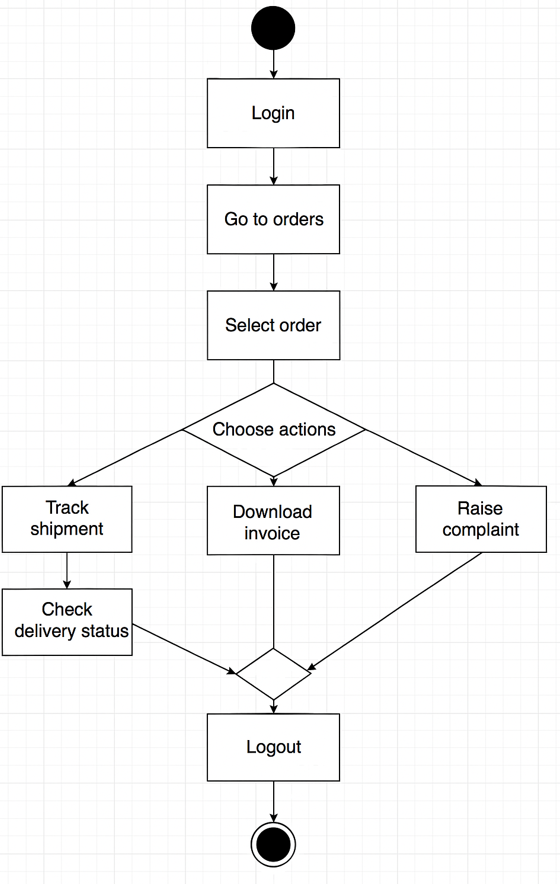 Login
Go to orders
Select order
Choose actions
Track
shipment
Download
invoice
Raise
complaint
Check
delivery status
Logout